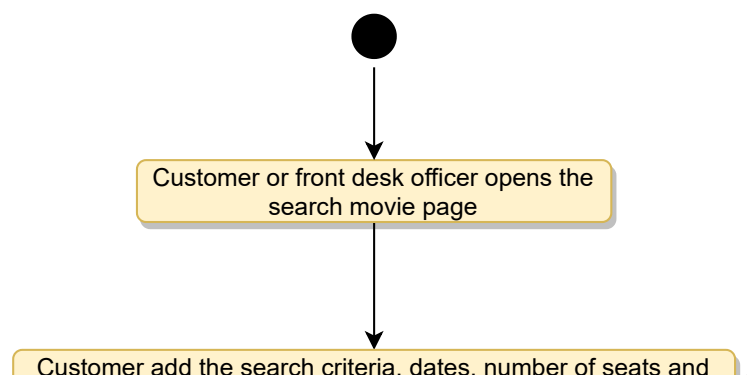 Customer or front desk officer opens the
search movie page
Customer add the search criteria, dates, number of seats and